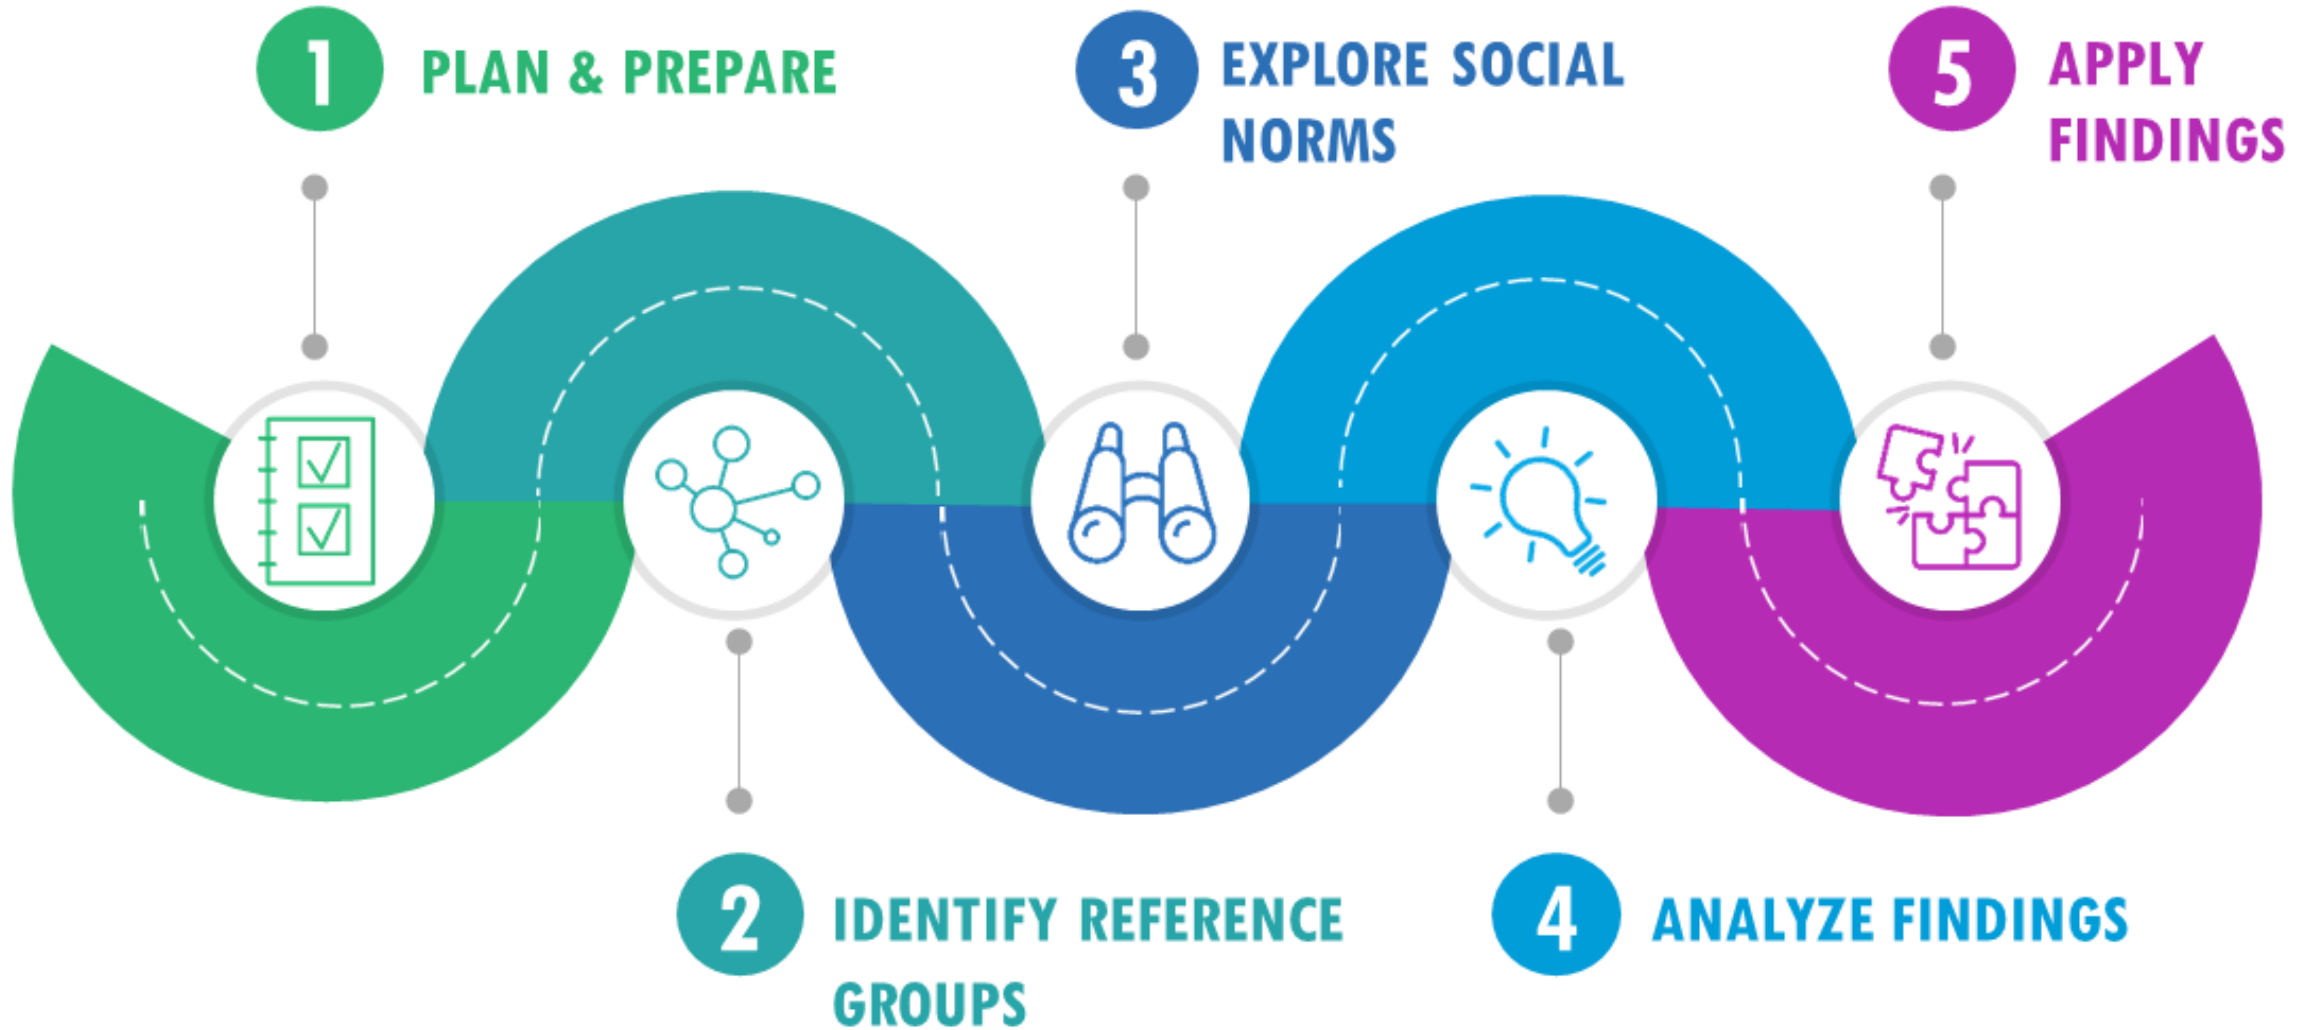 1
PLAN & PREPARE
2
IDENTIFY REFERENCE
GROUPS
3
EXPLORE SOCIAL
NORMS
4
ANALYZE FINDINGS
5
APPLY
FINDINGS